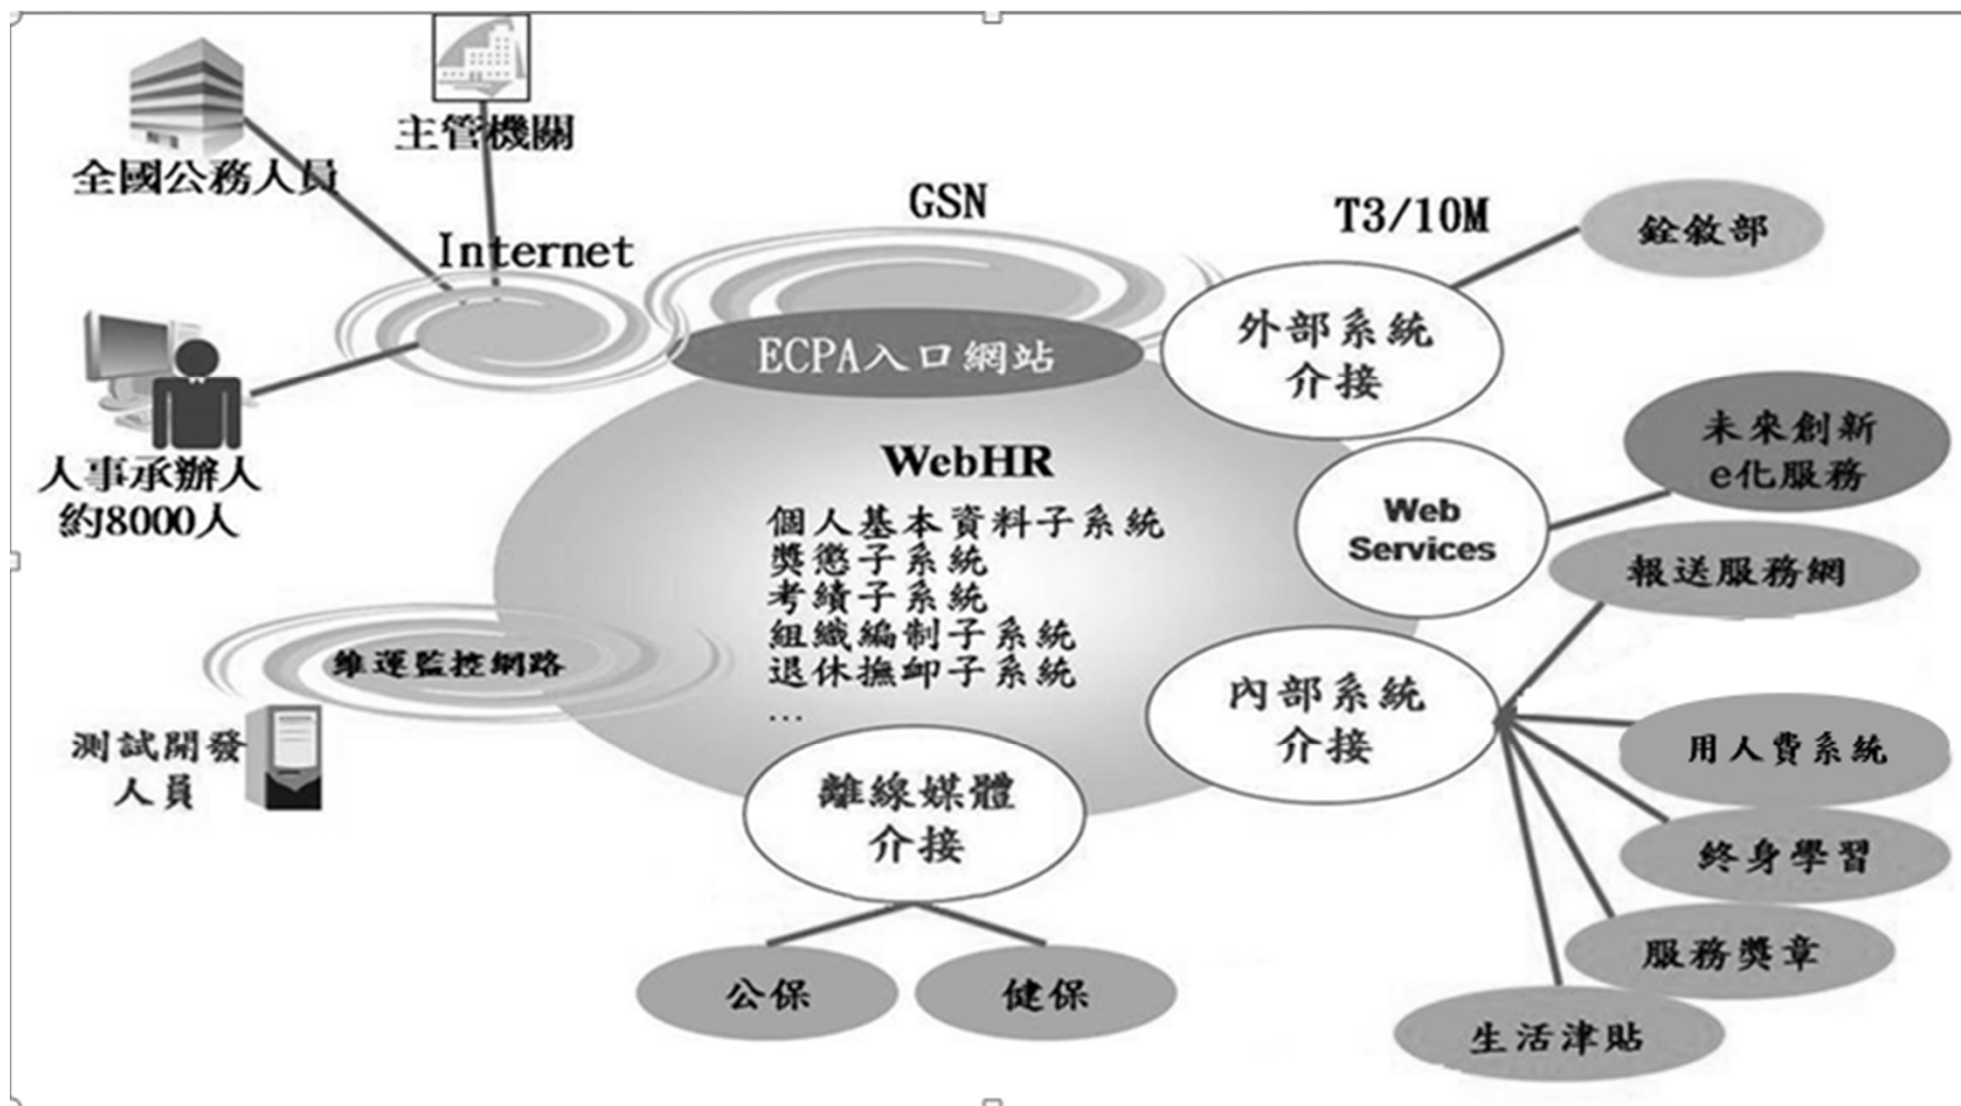 主管機關
全國公務人員
GSN
T3/10M
銓敘部
Internet
外部系統
介接
ECPA入口網站
未來創新
e化服務
人事承辦人
約8000人
WebHR
個人基本資料子系統
獎懲子系統
考績子系統
組織編制子系統
退休撫卹子系統
...
Web
Services
報送服務網
維運監控網路
內部系統
介接
測試開發
人員
用人費系統
離線媒體
介接
終身學習
服務獎章
公保
健保
生活津貼